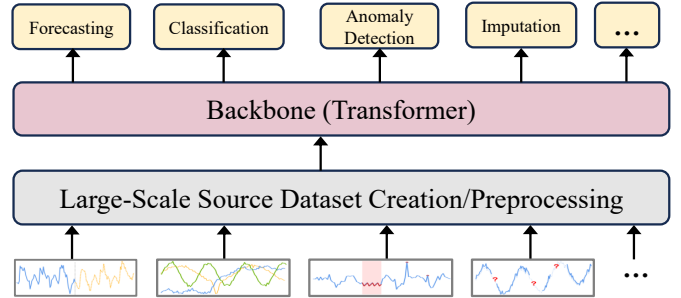 Forecasting
Classification
Anomaly
Detection
Imputation
...
Backbone (Transformer)
Large-Scale Source Dataset Creation/Preprocessing
? ? ?
...